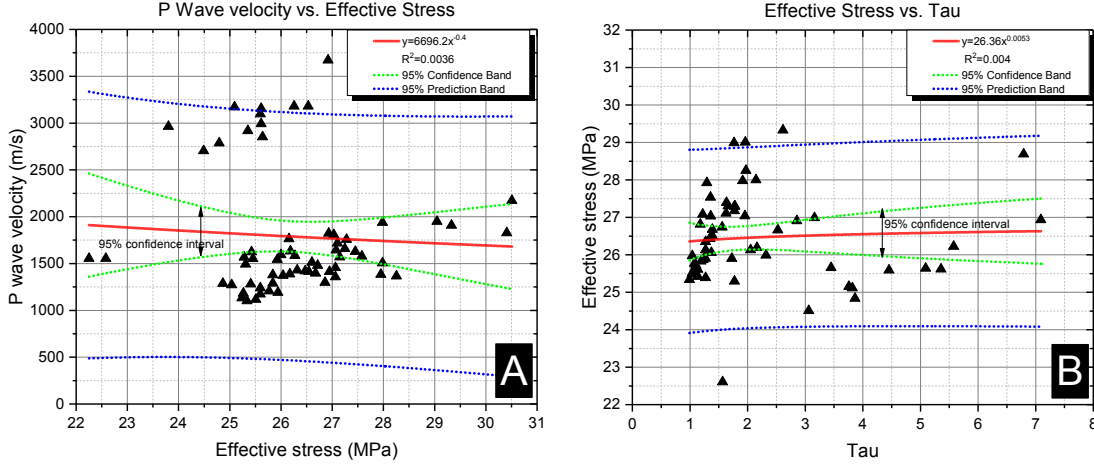 P Wave velocity vs. Effective Stress
y=6696.2x-0.4
R2=0.0036
95% Confidence Band
95% Prediction Band
P wave velocity (m/s)
4000
3500
3000
2500
2000
1500
1000
500
0
95% confidence interval
A
22 23 24 25 26 27 28 29 30 31
Effective stress (MPa)
Effective Stress vs. Tau
y=26.36x0.0053
R2=0.004
95% Confidence Band
95% Prediction Band
Effective stress (MPa)
32
31
30
29
28
27
26
25
24
23
22
95% confidence interval
B
0 1 2 3 4 5 6 7 8
Tau